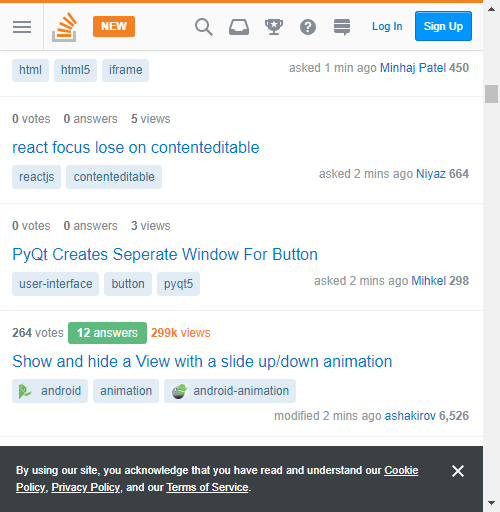 NEW
Log In
Sign Up
html html5 iframe
asked 1 min ago Minhaj Patel 450
0 votes 0 answers 5 views
react focus lose on contenteditable
reactjs contenteditable
asked 2 mins ago Niyaz 664
0 votes 0 answers 3 views
PyQt Creates Seperate Window For Button
user-interface button pyqt5
asked 2 mins ago Mihkel 298
264 votes 12 answers 299k views
Show and hide a View with a slide up/down animation
android animation android-animation
modified 2 mins ago ashakirov 6,526
By using our site, you acknowledge that you have read and understand our Cookie
Policy, Privacy Policy, and our Terms of Service.